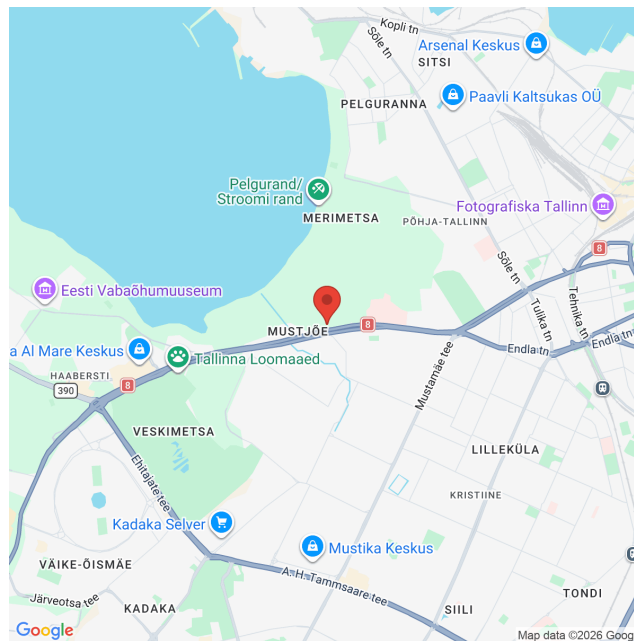 Kopli tn
Sõle tn
Arsenal Keskus
SITSI
Paavli Kaltsukas OÜ
PELGURANNA
Pelgurand/
Stroomi rand
MERIMETSA
Fotografiska Tallinn
PÕHJA-TALLINN
8
Sõle tn
Eesti Vabaõhumuuseum
Tulika tn
Tehnika tn
MUSTJÕE
8
Endla tn
Endla tn
a Al Mare Keskus
Tallinna Loomaaed
HAABERSTI
8
390
Mustamäe tee
VESKIMETSA
LILLEKÜLA
Ehitajate tee
KRISTIINE
Kadaka Selver
Mustika Keskus
VÄIKE-ÕISMÄE
A. H. Tammsaare tee
Järveotsa tee
KADAKA
SIILI
TONDI
Google
Map data ©2026 Goog